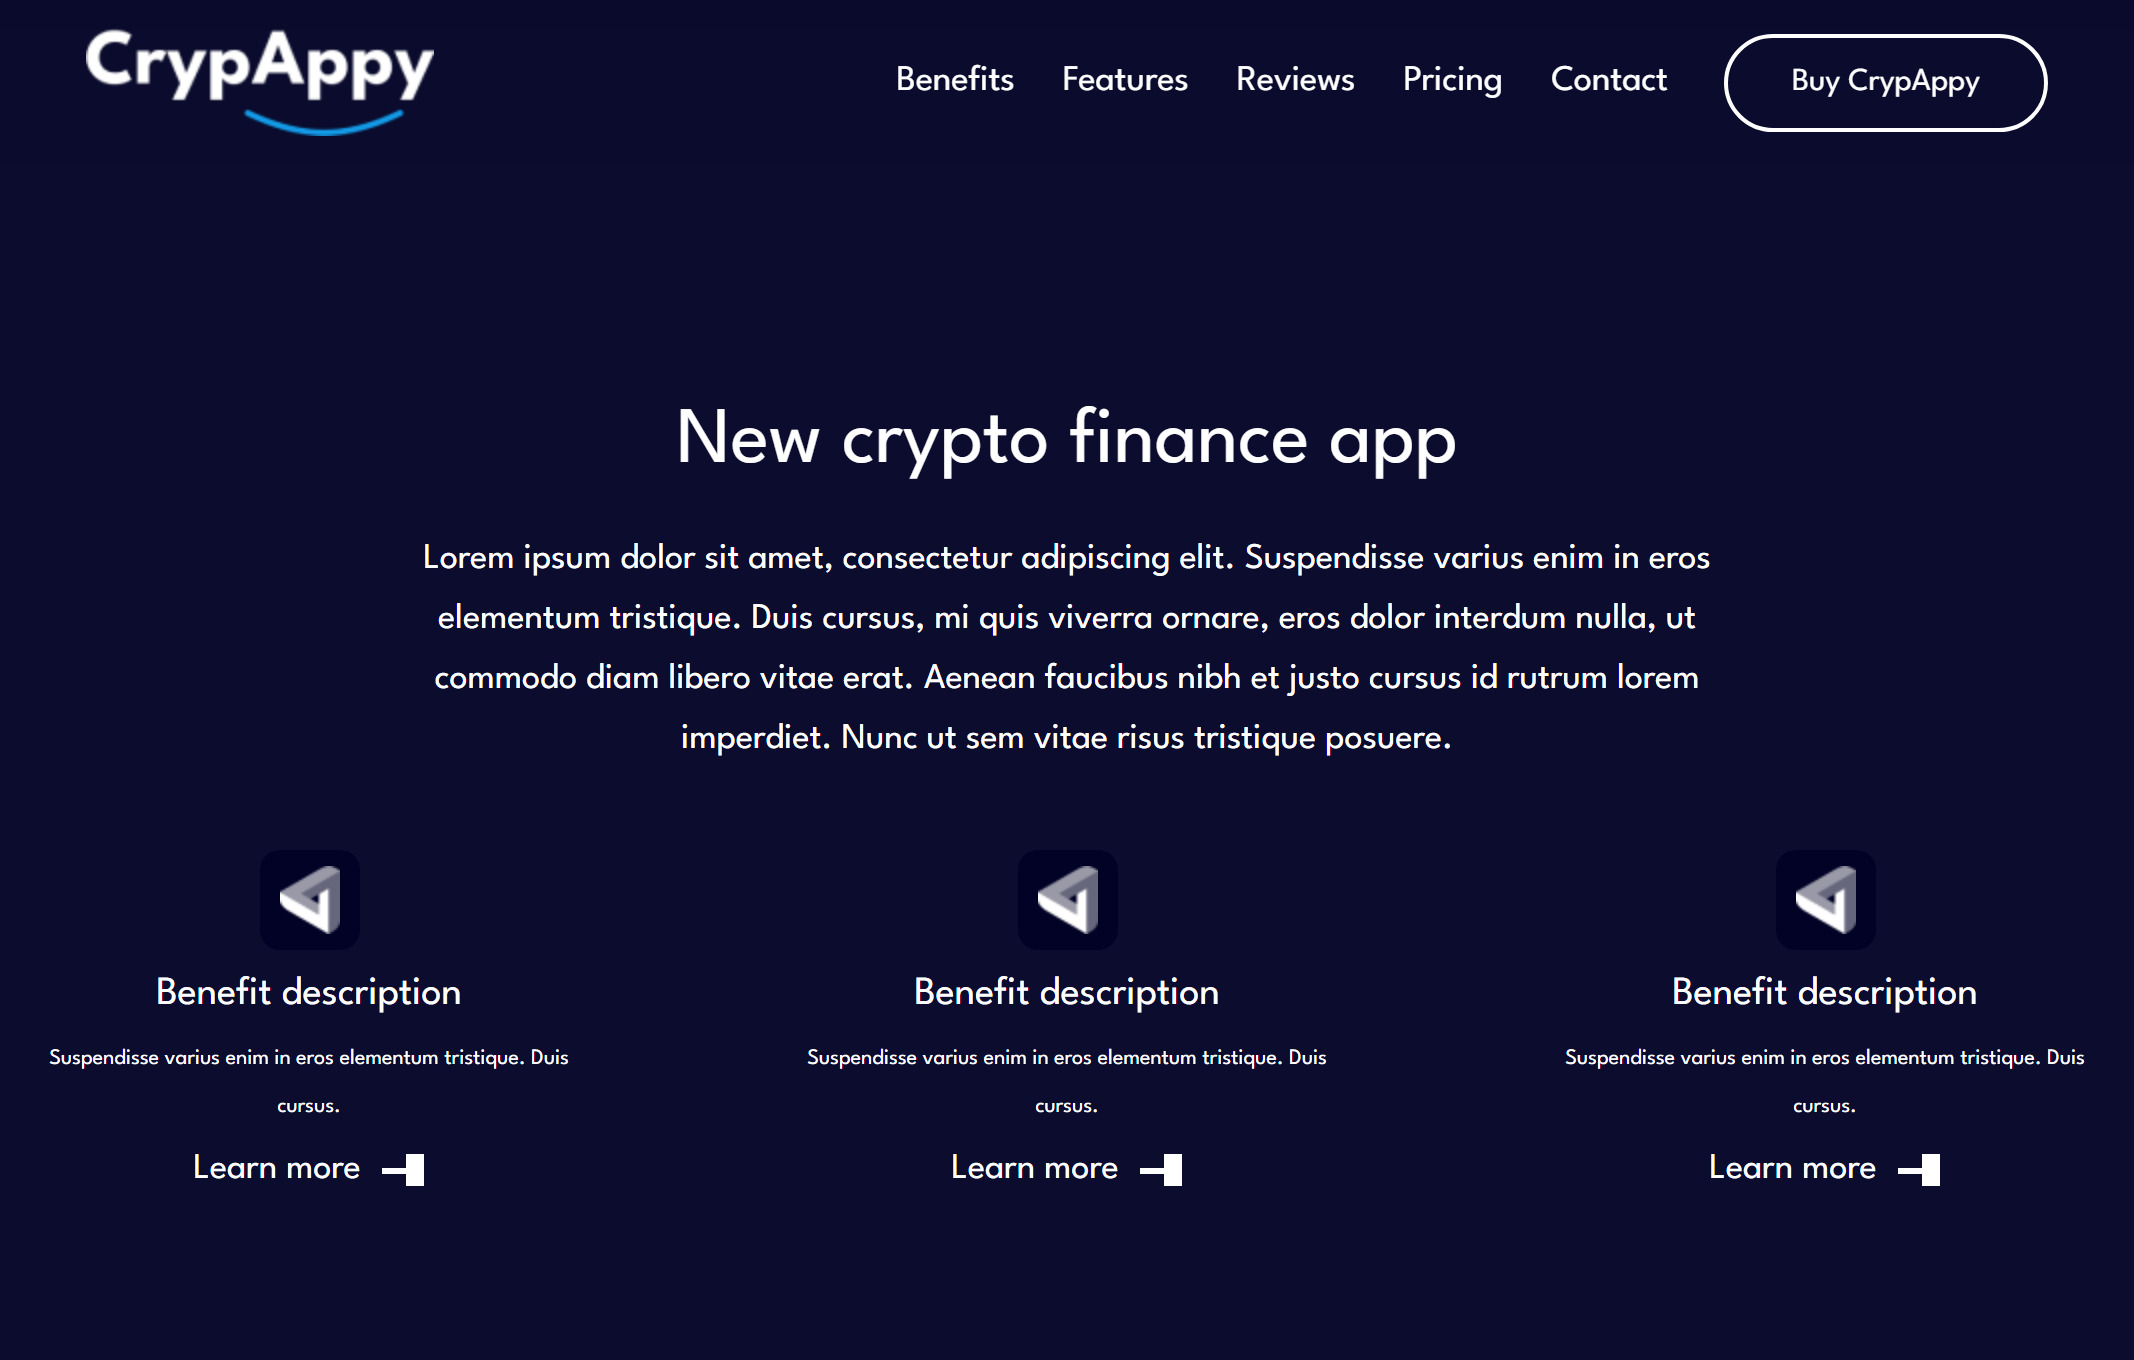 CrypAppy
Benefits Features Reviews Pricing Contact Buy CrypAppy
New crypto finance app
Lorem ipsum dolor sit amet, consectetur adipiscing elit. Suspendisse varius enim in eros
elementum tristique. Duis cursus, mi quis viverra ornare, eros dolor interdum nulla, ut
commodo diam libero vitae erat. Aenean faucibus nibh et justo cursus id rutrum lorem
imperdiet. Nunc ut sem vitae risus tristique posuere.
Benefit description
Suspendisse varius enim in eros elementum tristique. Duis
cursus.
Learn more
Benefit description
Suspendisse varius enim in eros elementum tristique. Duis
cursus.
Learn more
Benefit description
Suspendisse varius enim in eros elementum tristique. Duis
cursus.
Learn more